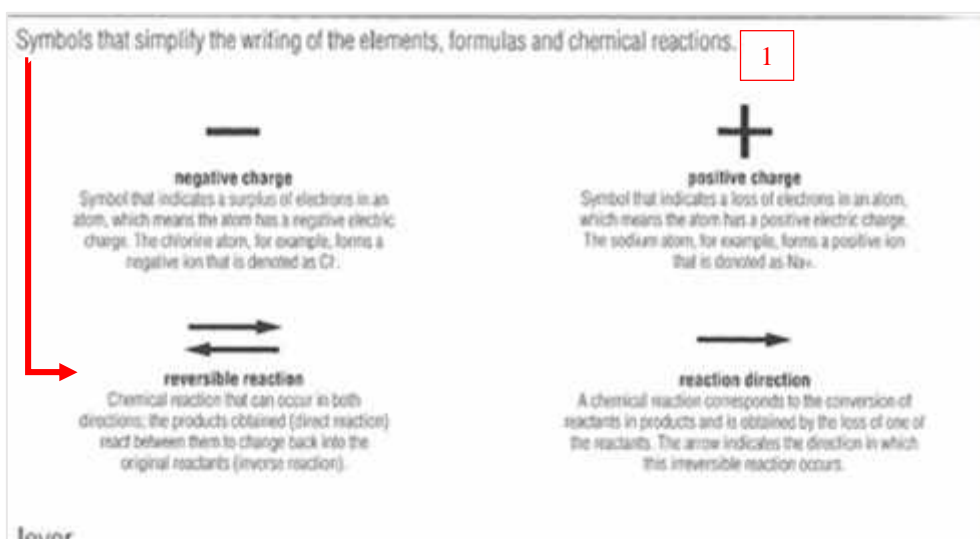 Symbols that simplify the writing of the elements, formulas and chemical reactions.
1
−
negative charge
Symbol that indicates a surplus of electrons in an
atom, which means the atom has a negative electric
charge. The chlorine atom, for example, forms a
negative ion that is denoted as Cl-.
+
positive charge
Symbol that indicates a loss of electrons in an atom,
which means the atom has a positive electric charge.
The sodium atom, for example, forms a positive ion
that is donoted as Na+.
reversible reaction
Chemical reaction that can occur in both
directions; the products obtained (direct reaction)
react between them to change back into the
original reactants (inverse reaction).
reaction direction
A chemical reaction corresponds to the conversion of
reactants in products and is obtained by the loss of one of
the reactants. The arrow indicates the direction in which
this irreversible reaction occurs.